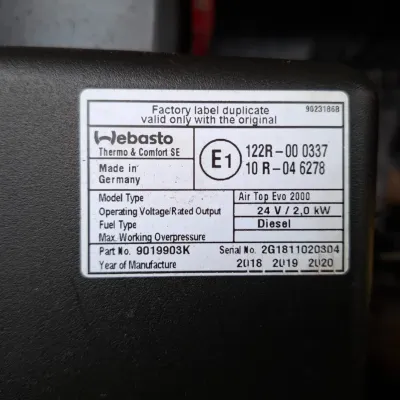 Factory label duplicate 9023186B
valid only with the original
Webasto
Thermo & Comfort SE
E1
122R-00 0337
10 R-04 6278
Made in
Germany
Model Type Air Top Evo 2000
Operating Voltage/Rated Output 24 V / 2,0 kW
Fuel Type Diesel
Max. Working Overpressure
Part No. 9019903K Serial No. 2G1811020304
Year of Manufacture 2018 2019 2020